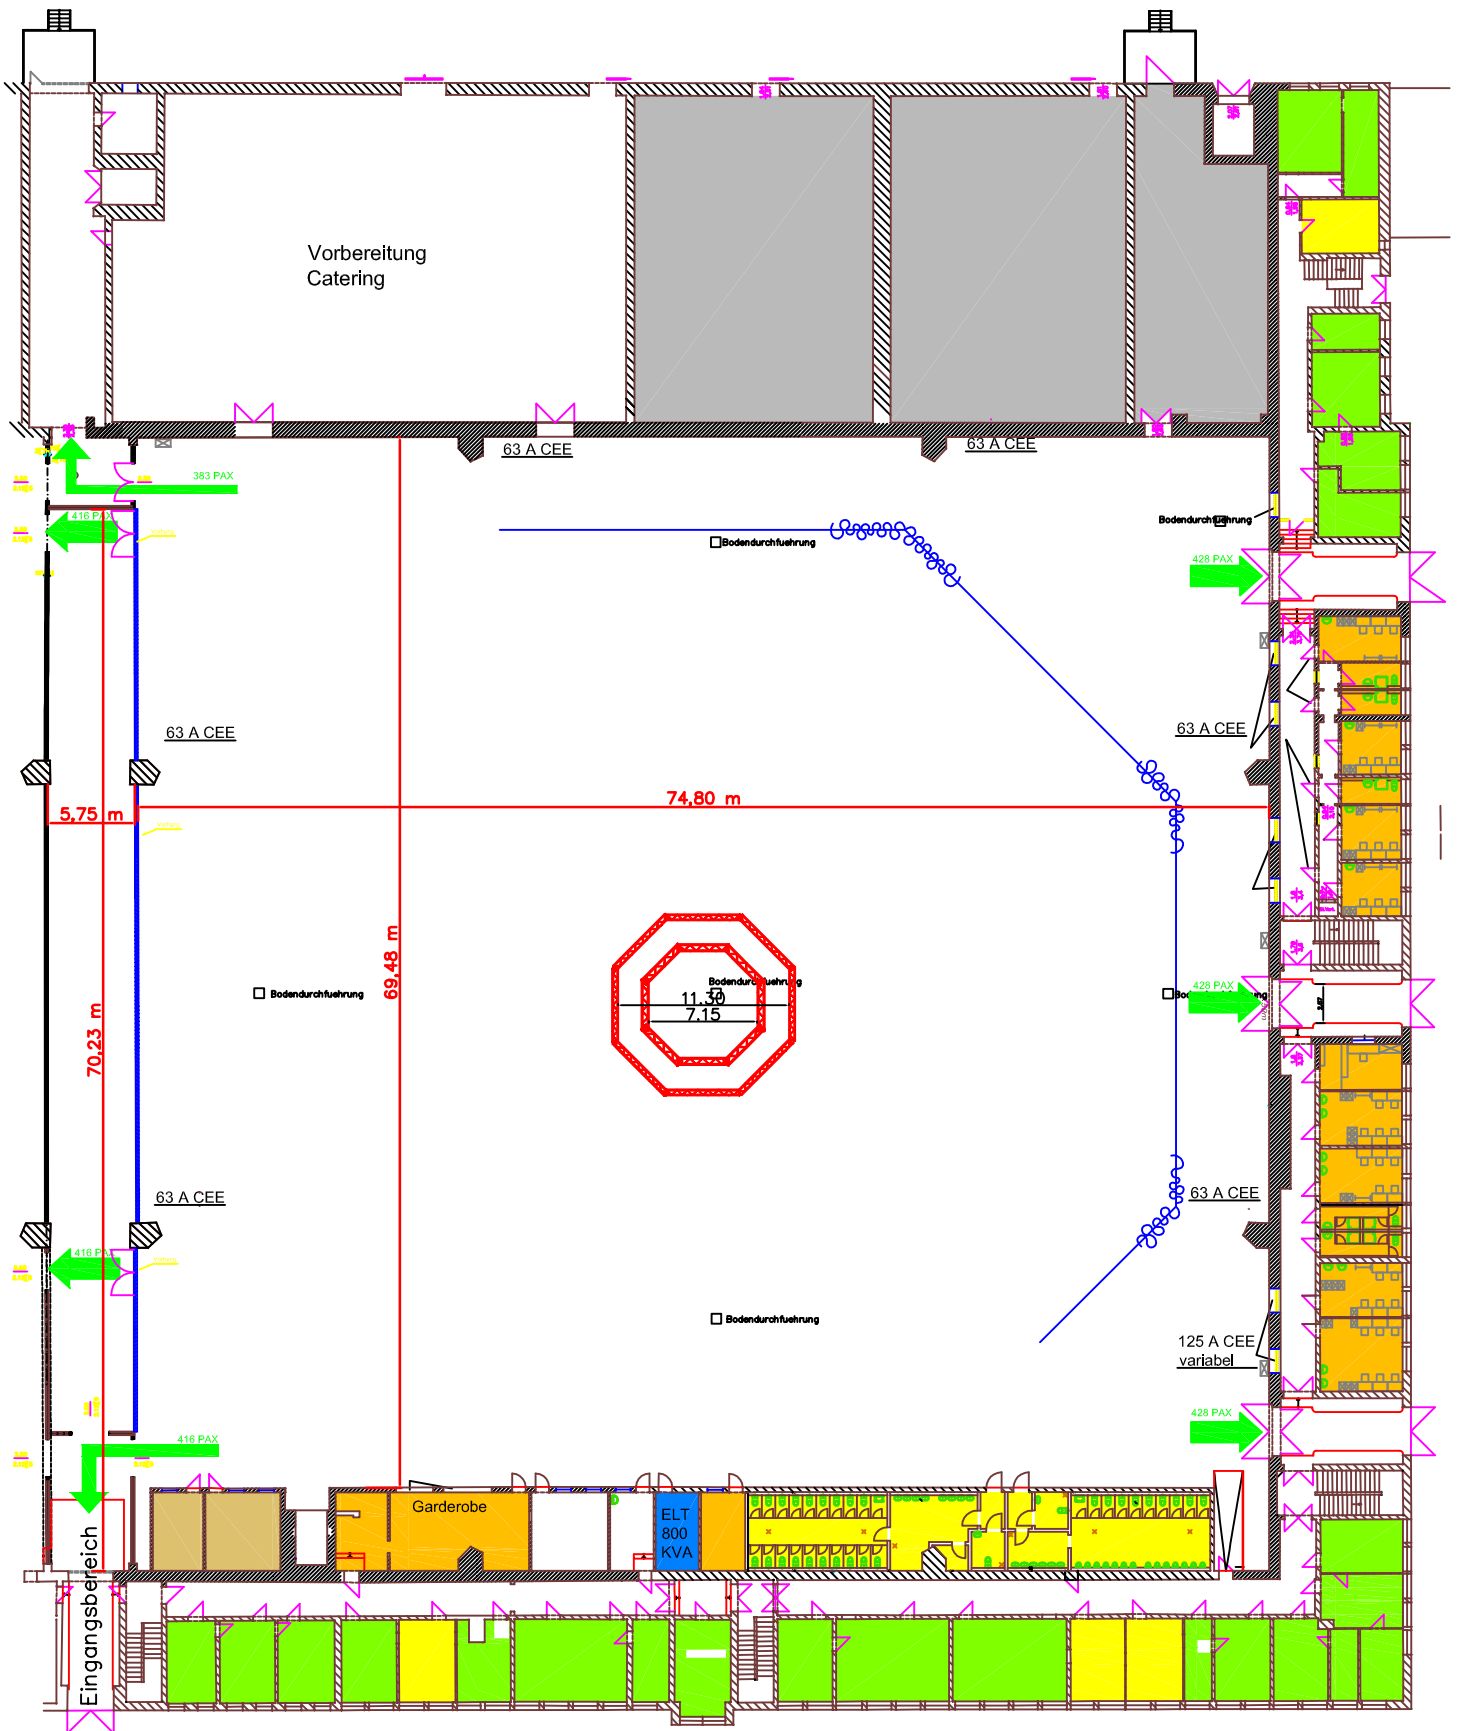 Vorbereitung
Catering
63 A CEE
63 A CEE
383 PAX
416 PAX
Bodendurchfuehrung
Bodendurchfuehrung
428 PAX
63 A CEE
63 A CEE
74,80 m
5,75 m
69,48 m
70,23 m
Bodendurchfuehrung
Bodendurchfuehrung
11.30
7.15
428 PAX
63 A CEE
63 A CEE
416 PAX
Bodendurchfuehrung
125 A CEE
variabel
428 PAX
416 PAX
Garderobe
ELT
800
KVA
Eingangsbereich